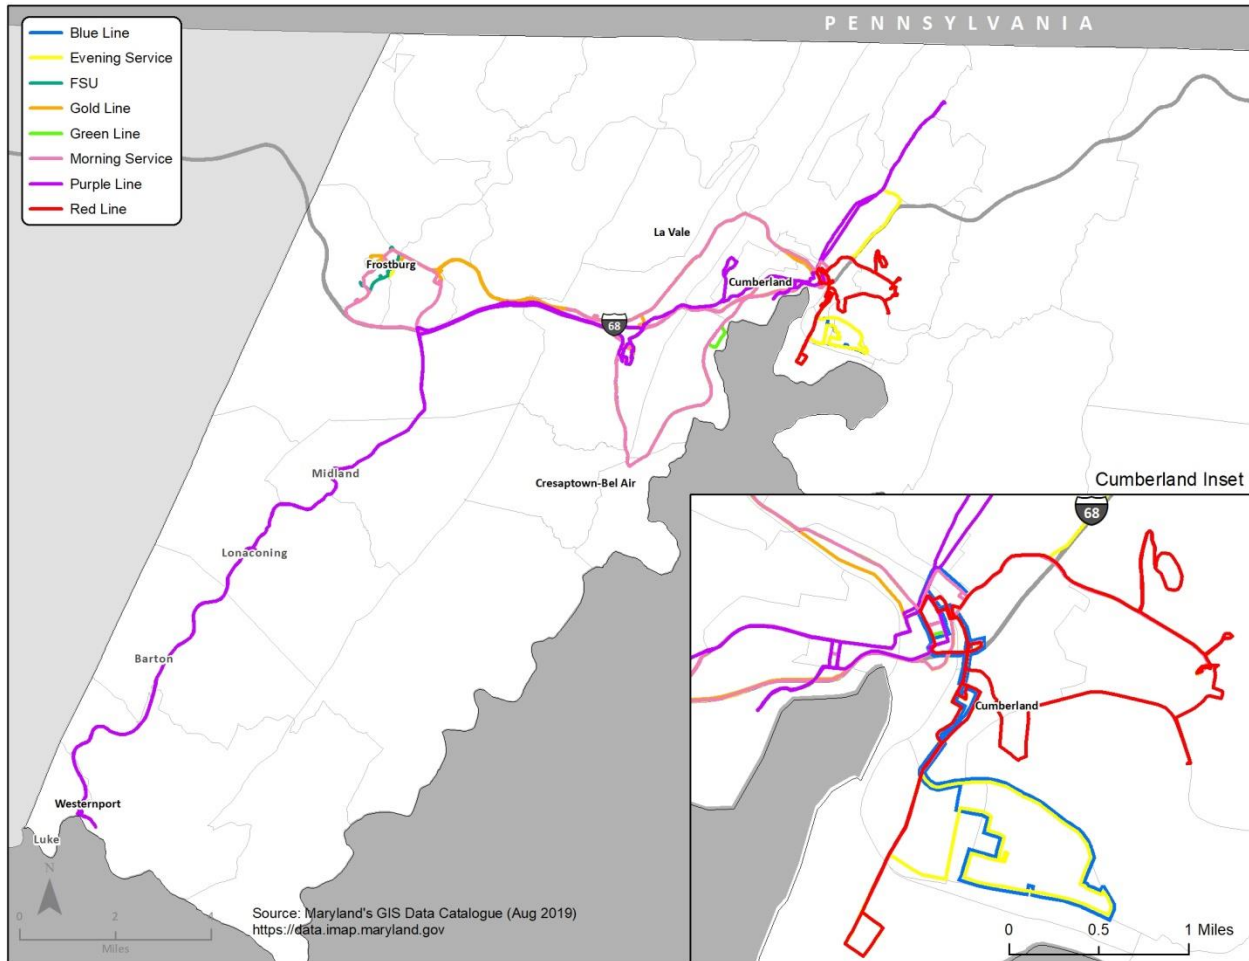 PENNSYLVANIA
Blue Line
Evening Service
FSU
Gold Line
Green Line
Morning Service
Purple Line
Red Line
La Vale
Frostburg
Cumberland
68
Midland
Cresaptown-Bel Air
Lonaconing
Barton
Westernport
Luke
N
0 2 4
Miles
Source: Maryland's GIS Data Catalogue (Aug 2019)
https://data.imap.maryland.gov
Cumberland Inset
68
Cumberland
0 0.5 1 Miles